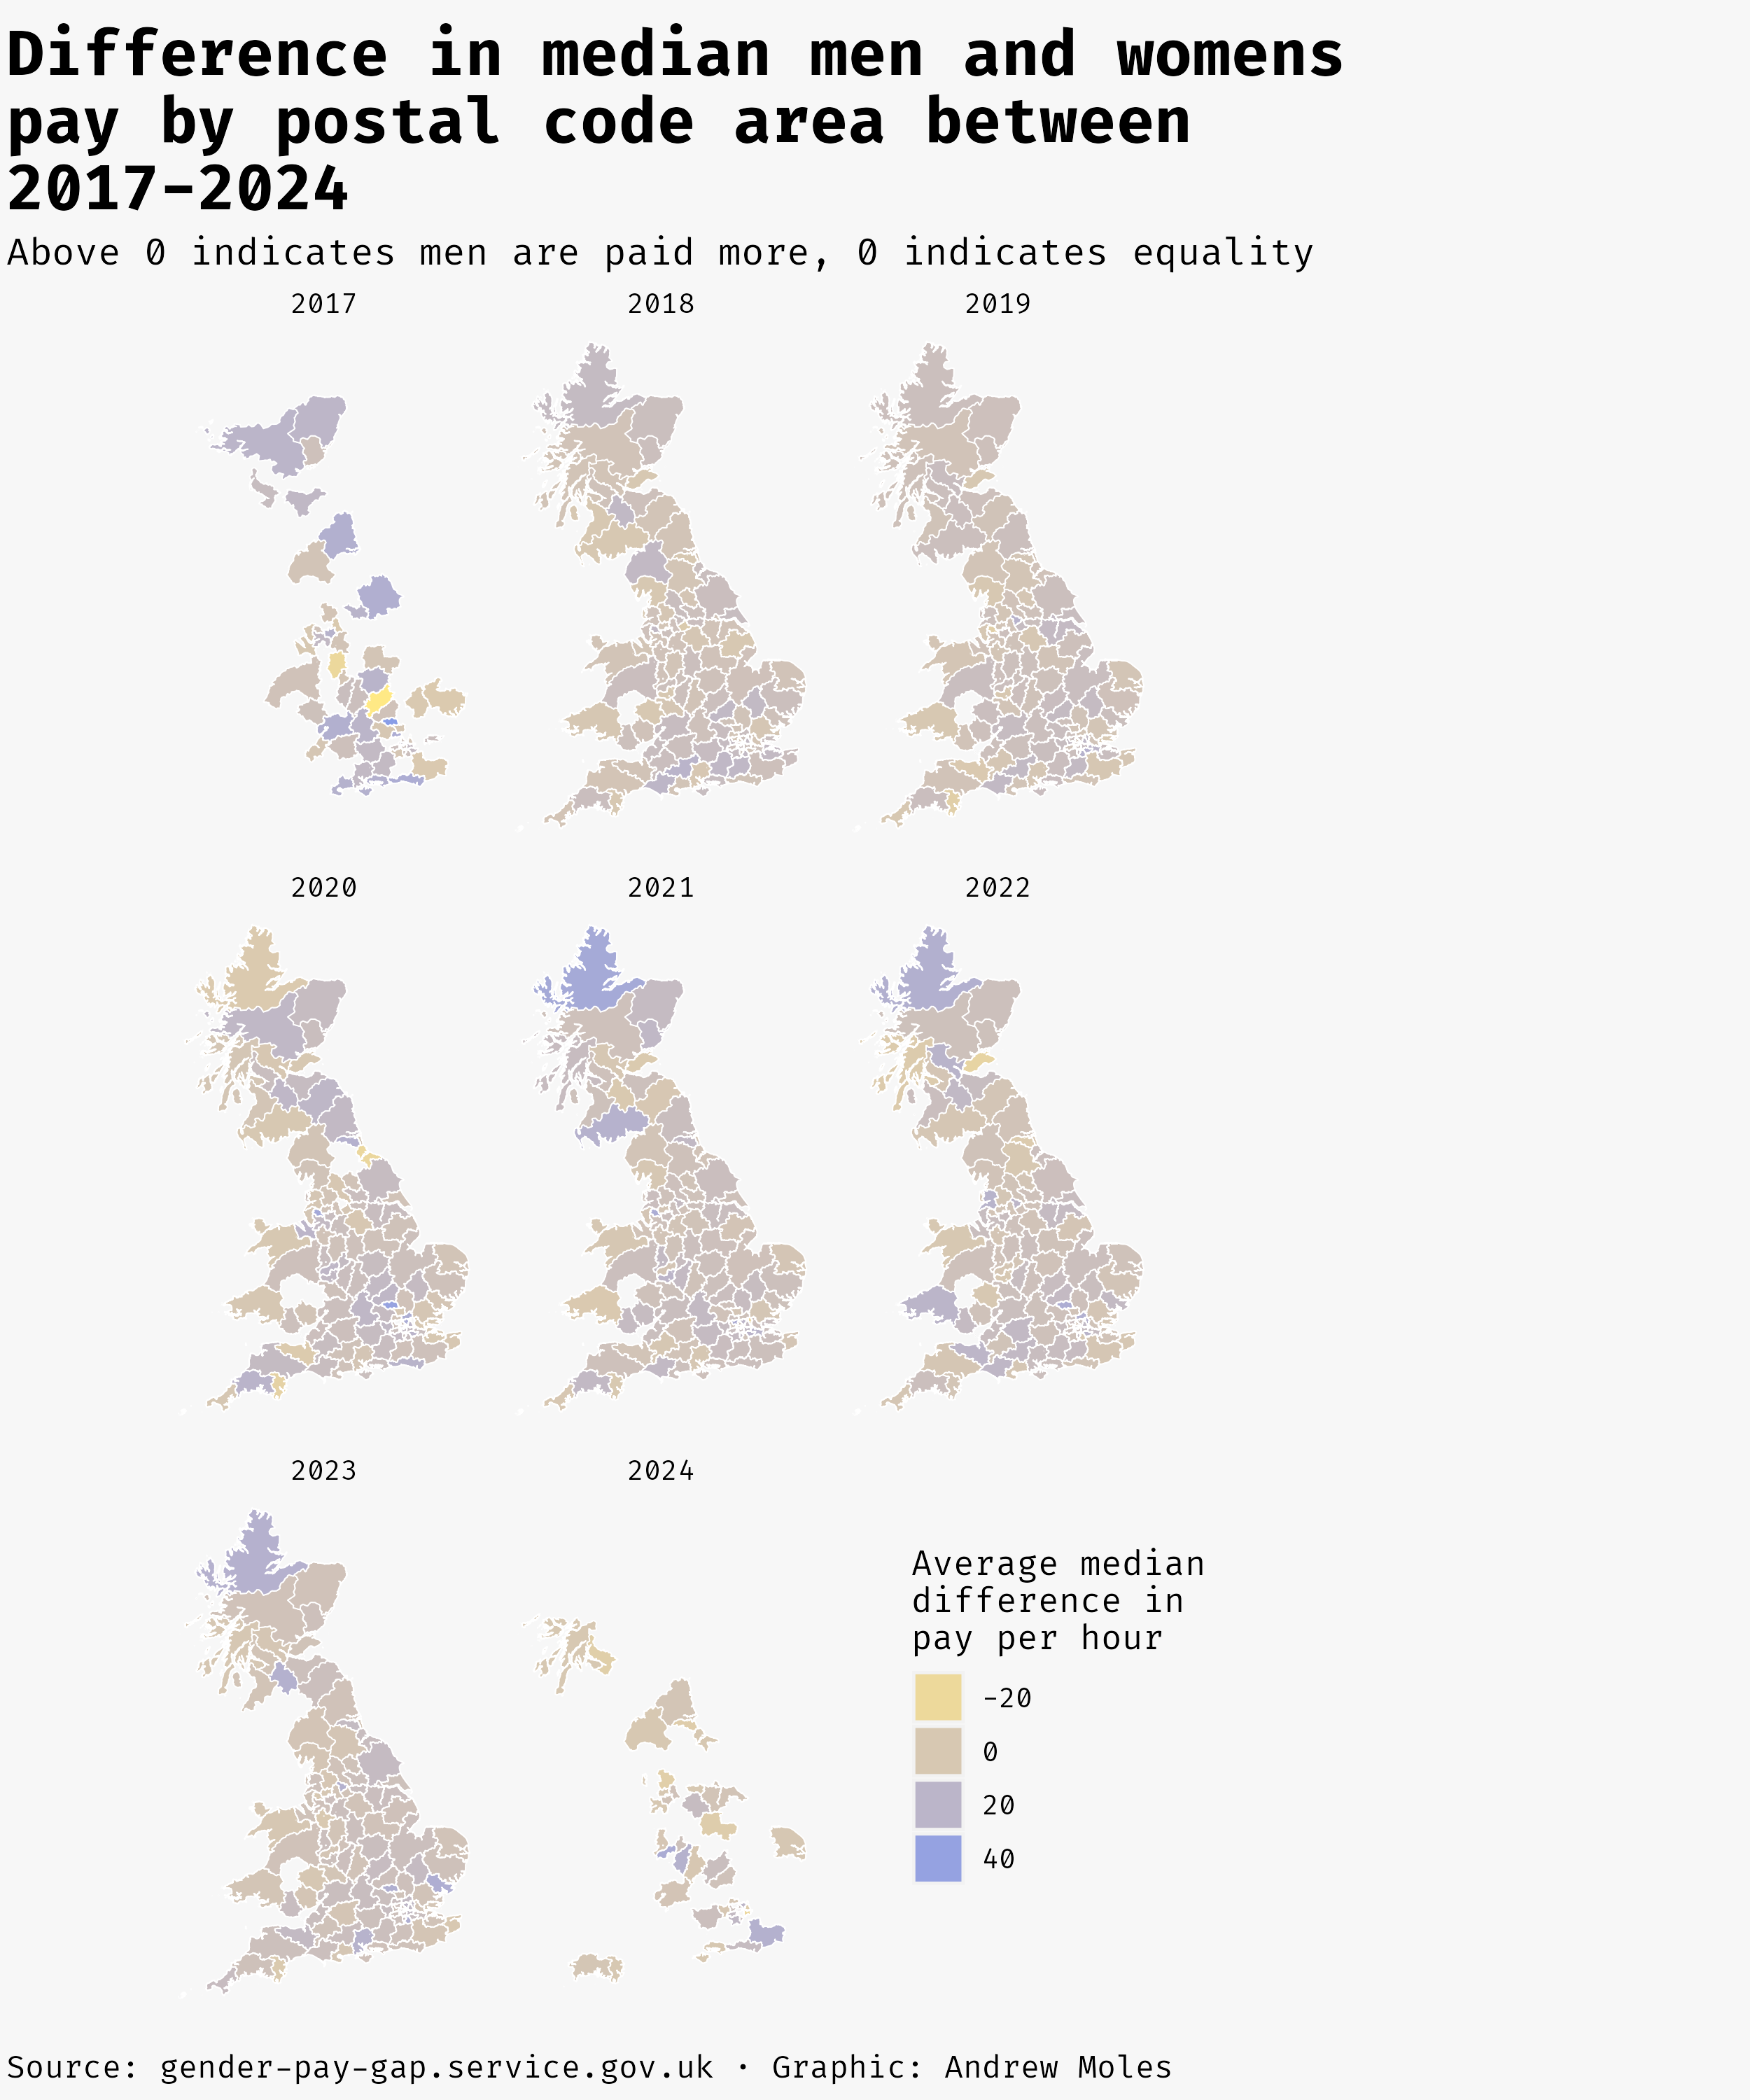 Difference in median men and womens
pay by postal code area between
2017-2024
Above 0 indicates men are paid more, 0 indicates equality
2017
2018
2019
2020
2021
2022
2023
2024
Average median
difference in
pay per hour
-20
0
20
40
Source: gender-pay-gap.service.gov.uk · Graphic: Andrew Moles